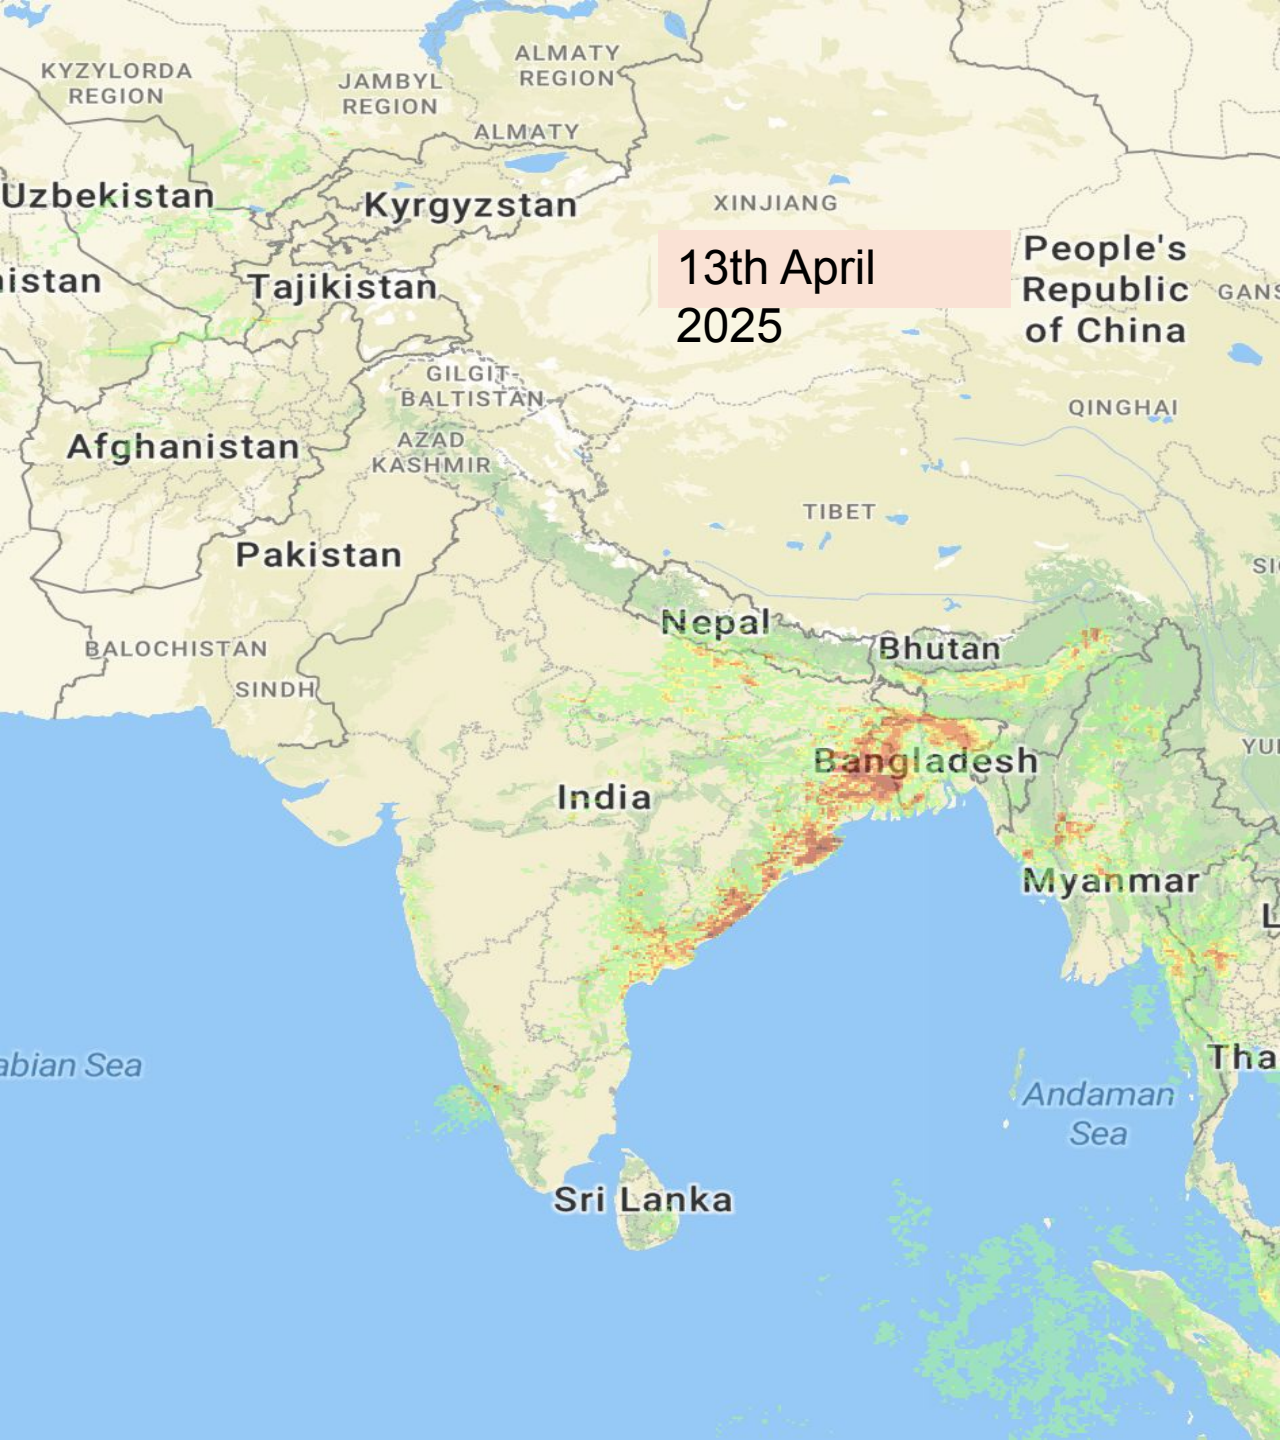 ALMATY
REGION
KYZYLORDA
REGION
JAMBYL
REGION
ALMATY
Uzbekistan
Kyrgyzstan
XINJIANG
13th April
2025
People's
Republic
of China
GANS
istan
Tajikistan
GILGIT-
BALTISTAN
QINGHAI
AZAD
KASHMIR
Afghanistan
TIBET
Pakistan
SI
Nepal
Bhutan
BALOCHISTAN
SINDH
YU
Bangladesh
India
Myanmar
L
abian Sea
Tha
Andaman
Sea
Sri Lanka